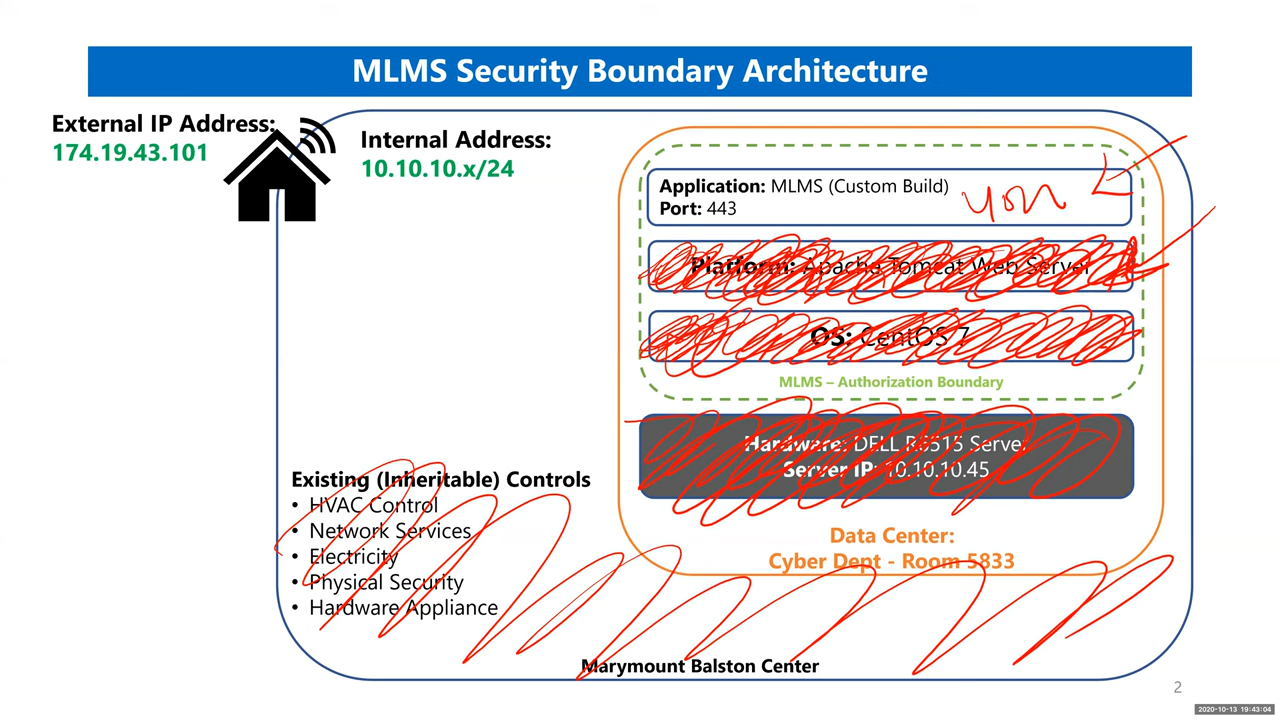 MLMS Security Boundary Architecture
External IP Address:
174.19.43.101
Internal Address:
10.10.10.x/24
Application: MLMS (Custom Build)
Port: 443
you
Platform: Apache Tomcat Web Server
OS: CentOS 7
MLMS – Authorization Boundary
Hardware: DELL R5515 Server
Server IP: 10.10.10.45
Data Center:
Cyber Dept - Room 5833
Existing (Inheritable) Controls
• HVAC Control
• Network Services
• Electricity
• Physical Security
• Hardware Appliance
Marymount Balston Center
2
2020-10-13 19:43:04